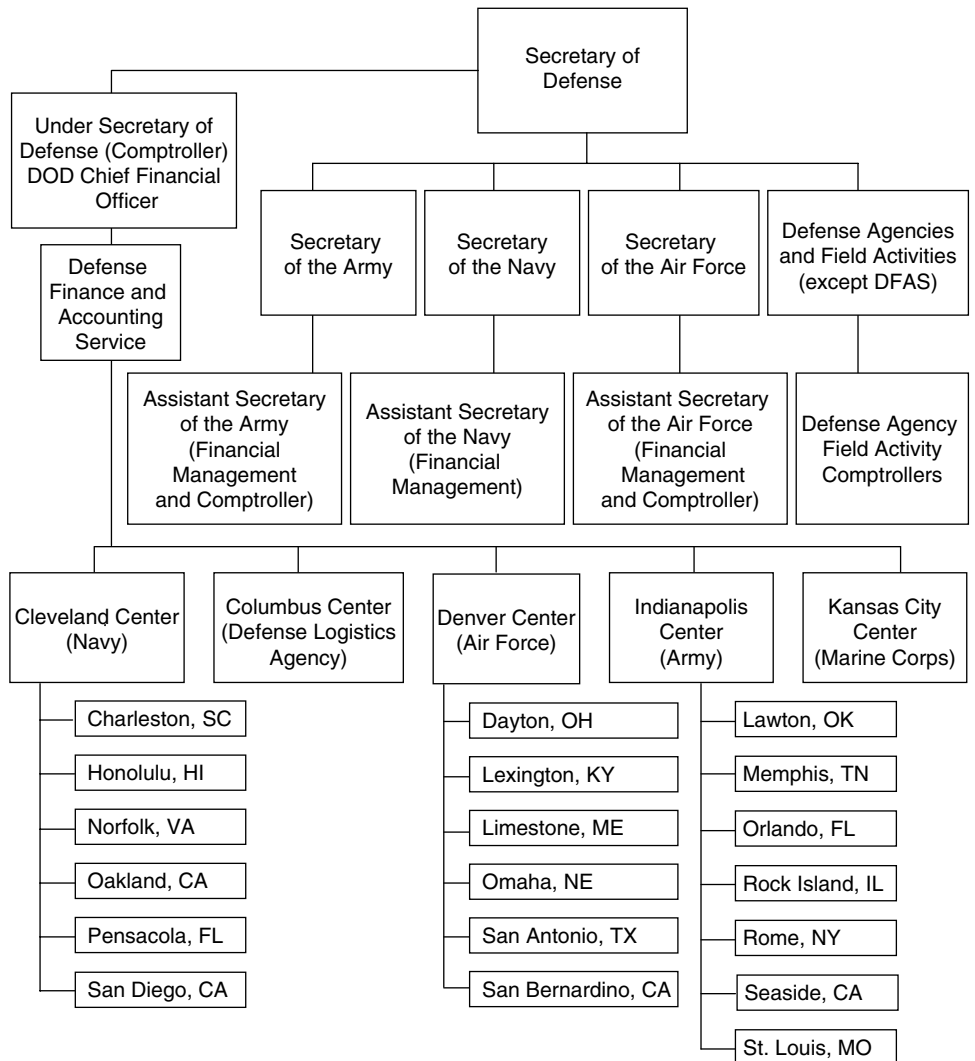 Secretary of
Defense
Under Secretary of
Defense (Comptroller)
DOD Chief Financial
Officer
Defense
Finance and
Accounting
Service
Secretary
of the Army
Secretary
of the Navy
Secretary
of the Air Force
Defense Agencies
and Field Activities
(except DFAS)
Assistant Secretary
of the Army
(Financial
Management
and Comptroller)
Assistant Secretary
of the Navy
(Financial
Management)
Assistant Secretary
of the Air Force
(Financial
Management
and Comptroller)
Defense Agency
Field Activity
Comptrollers
Cleveland Center
(Navy)
Columbus Center
(Defense Logistics
Agency)
Denver Center
(Air Force)
Indianapolis
Center
(Army)
Kansas City
Center
(Marine Corps)
Charleston, SC
Honolulu, HI
Norfolk, VA
Oakland, CA
Pensacola, FL
San Diego, CA
Dayton, OH
Lexington, KY
Limestone, ME
Omaha, NE
San Antonio, TX
San Bernardino, CA
Lawton, OK
Memphis, TN
Orlando, FL
Rock Island, IL
Rome, NY
Seaside, CA
St. Louis, MO